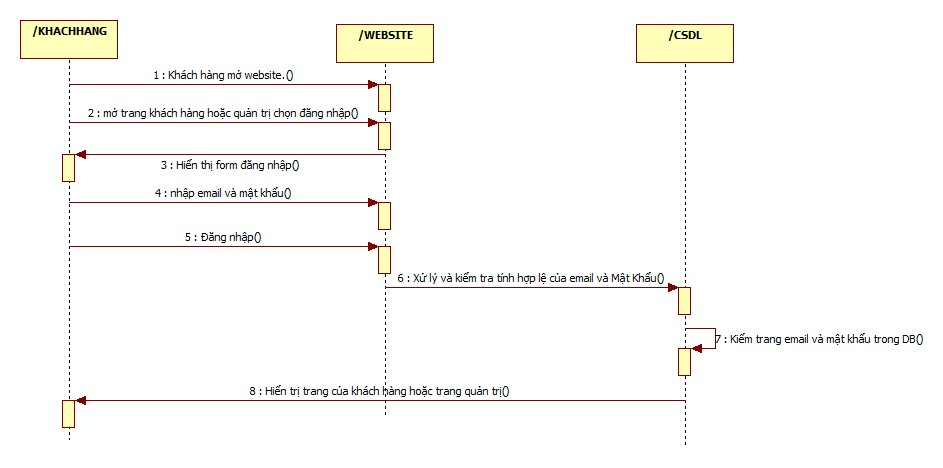 /KHACHHANG
/WEBSITE
/CSDL
1 : Khách hàng mở website.()
2 : mở trang khách hàng hoặc quản trị chọn đăng nhập()
3 : Hiển thị form đăng nhập()
4 : nhập email và mật khẩu()
5 : Đăng nhập()
6 : Xử lý và kiểm tra tính hợp lệ của email và Mật Khẩu()
7 : Kiểm trang email và mật khẩu trong DB()
8 : Hiển trị trang của khách hàng hoặc trang quản trị()